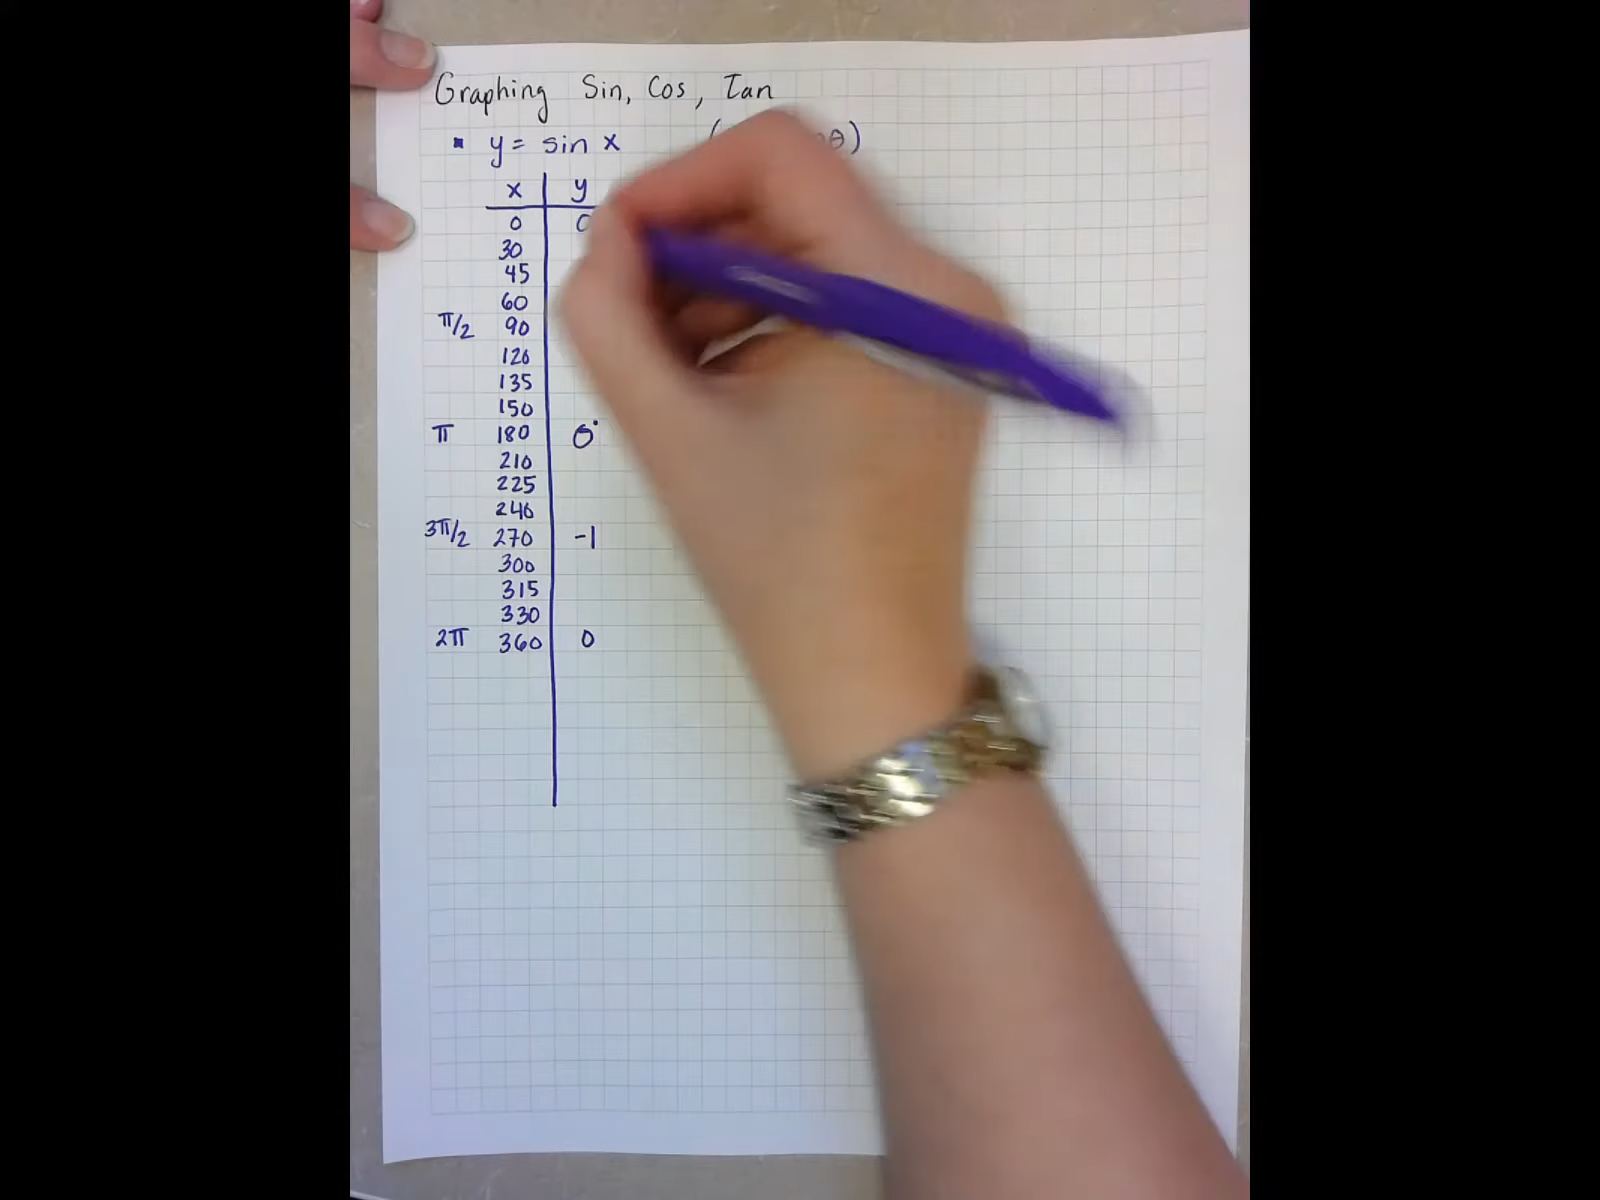 Graphing Sin, Cos, Tan
▪ y = sin x ( θ)
x y
0 0
30
45
60
π/2 90
120
135
150
π 180 0
210
225
240
3π/2 270 -1
300
315
330
2π 360 0